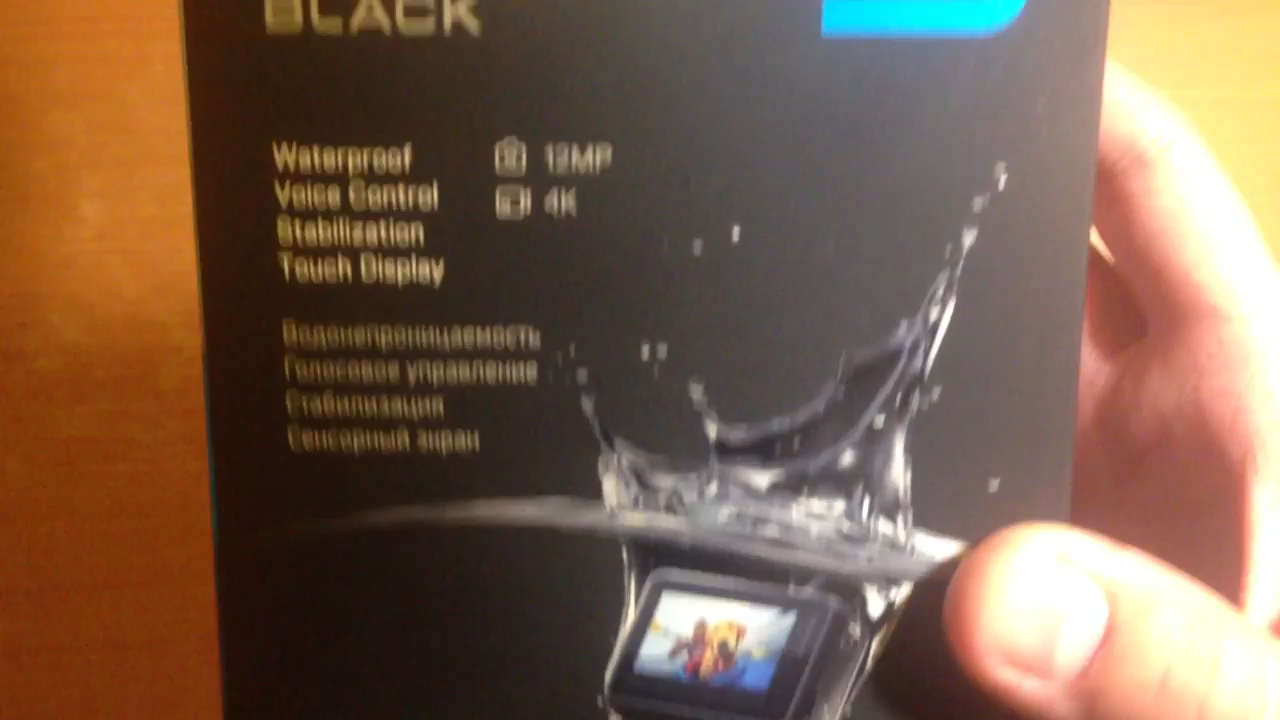 BLACK
Waterproof
Voice Control
Stabilization
Touch Display
12MP
4K
Водонепроницаемость
Голосовое управление
Стабилизация
Сенсорный экран